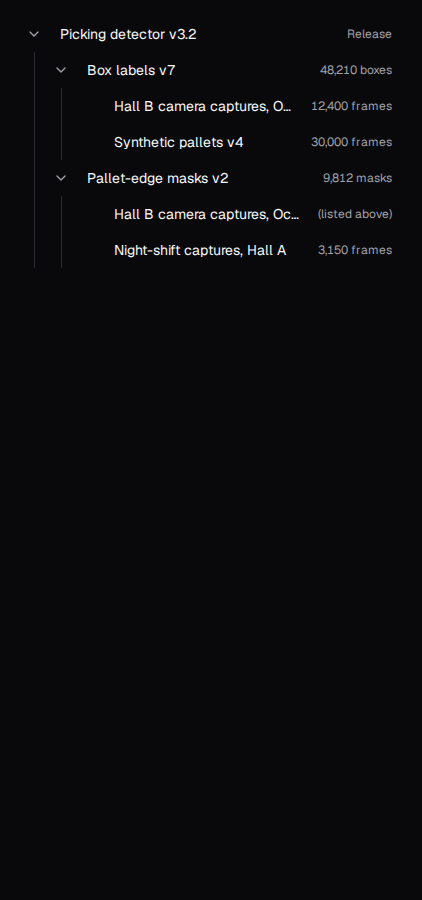 Picking detector v3.2 Release
Box labels v7 48,210 boxes
Hall B camera captures, O... 12,400 frames
Synthetic pallets v4 30,000 frames
Pallet-edge masks v2 9,812 masks
Hall B camera captures, Oc... (listed above)
Night-shift captures, Hall A 3,150 frames